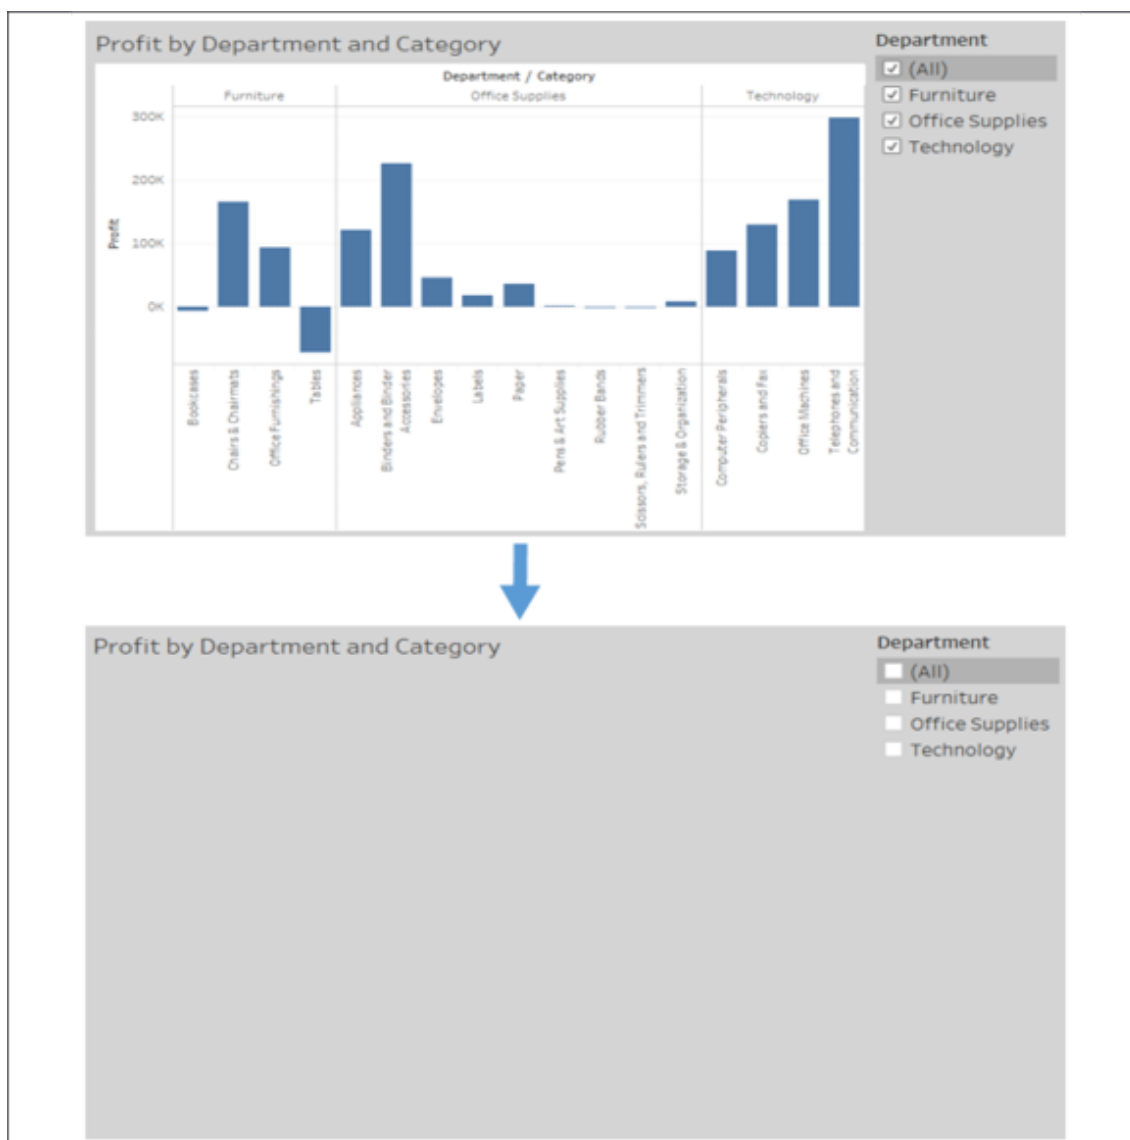 Profit by Department and Category
Department / Category
Furniture Office Supplies Technology
300K
200K
100K
0K
Profit
Bookcases
Chairs & Chairmats
Office Furnishings
Tables
Appliances
Binders and Binder
Accessories
Envelopes
Labels
Paper
Pens & Art Supplies
Rubber Bands
Scissors, Rulers and Trimmers
Storage & Organization
Computer Peripherals
Copiers and Fax
Office Machines
Telephones and
Communication
Department
(All)
Furniture
Office Supplies
Technology
Profit by Department and Category
Department
(All)
Furniture
Office Supplies
Technology